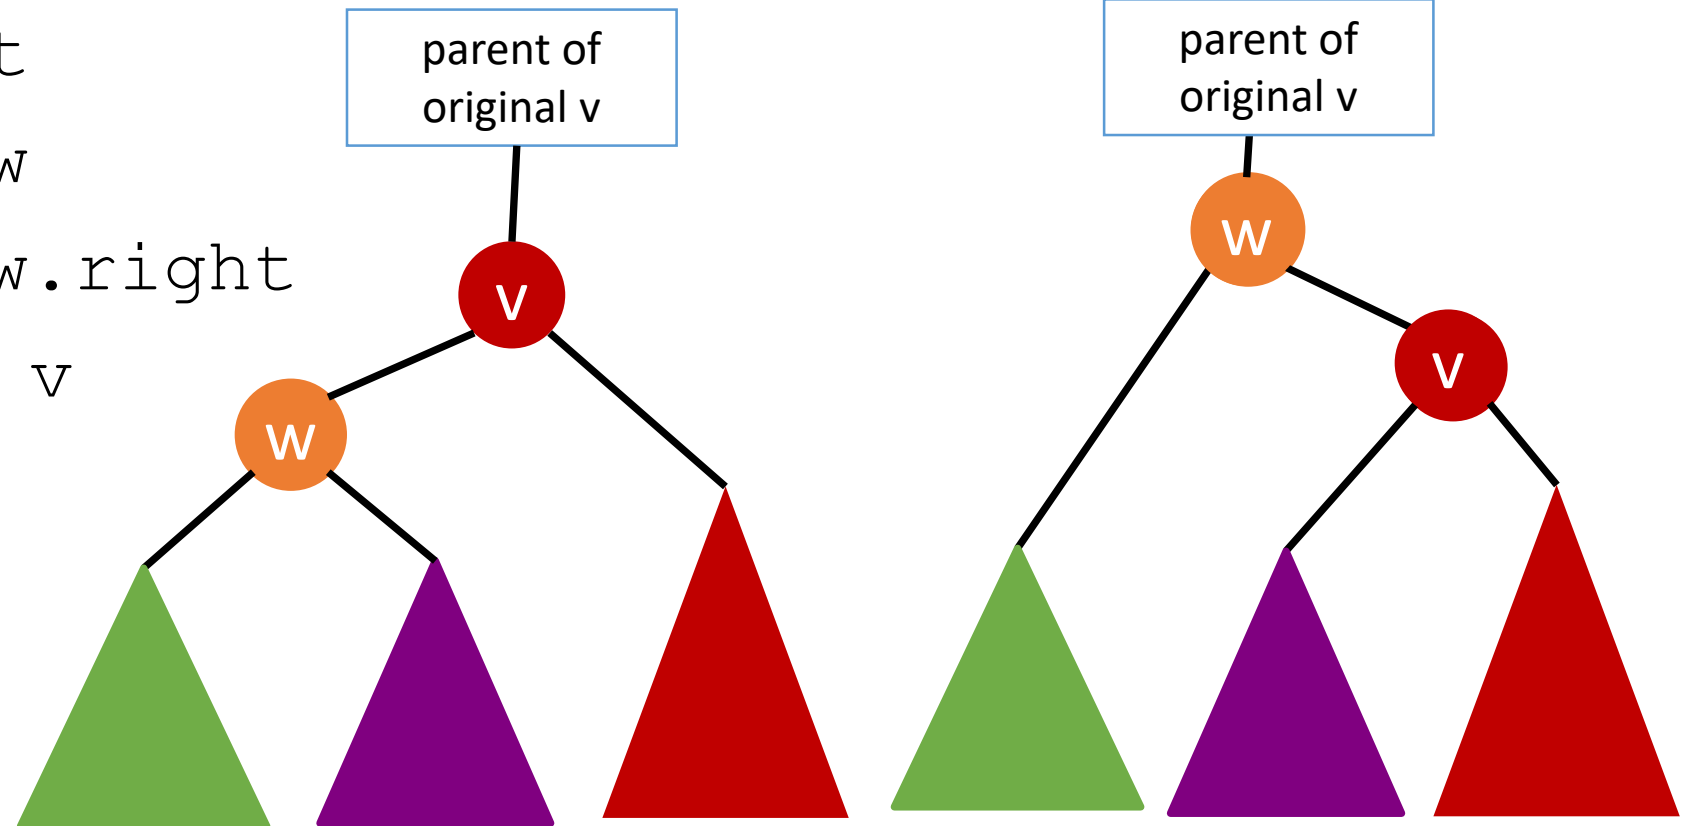 t
w
w.right
v
parent of
original v
v
w
parent of
original v
w
v